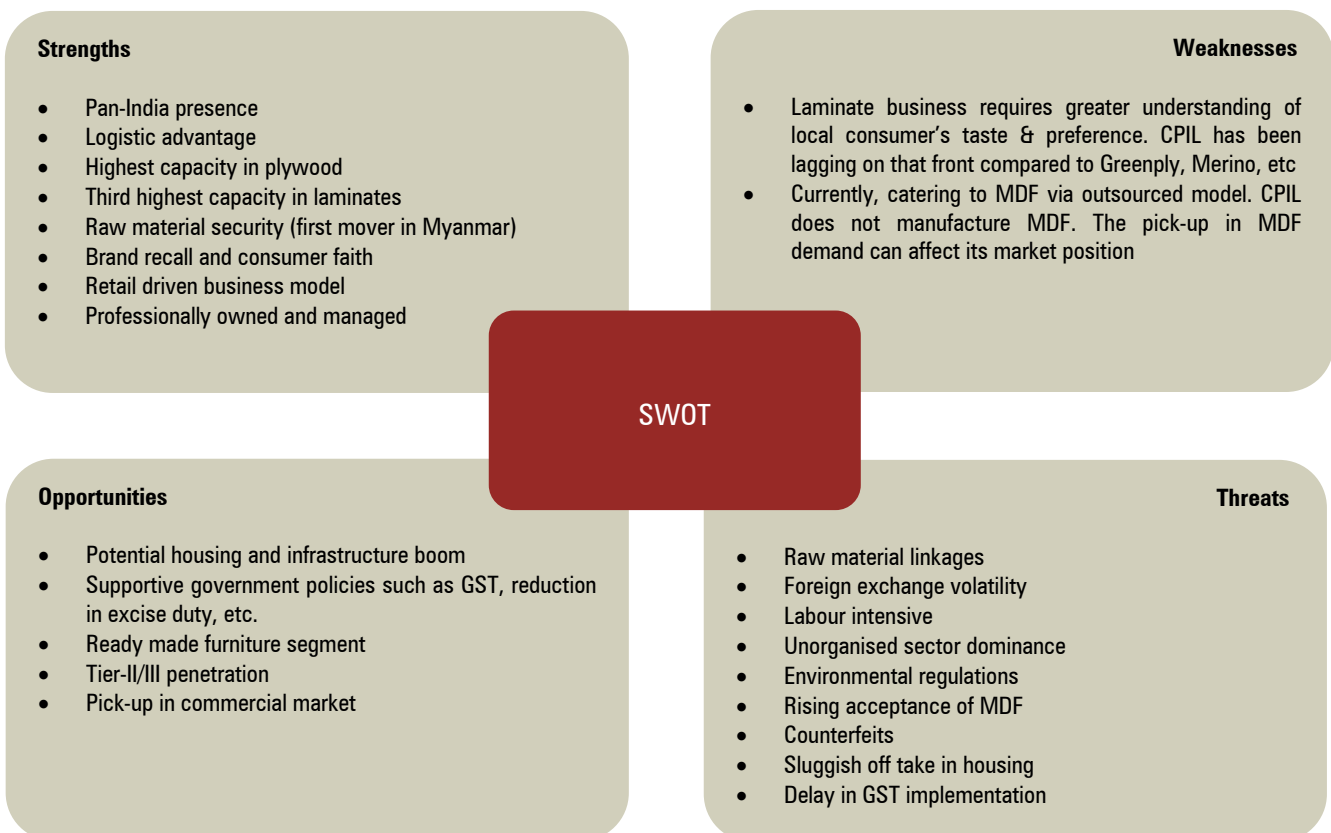 Strengths
• Pan-India presence
• Logistic advantage
• Highest capacity in plywood
• Third highest capacity in laminates
• Raw material security (first mover in Myanmar)
• Brand recall and consumer faith
• Retail driven business model
• Professionally owned and managed
Weaknesses
• Laminate business requires greater understanding of
local consumer’s taste & preference. CPIL has been
lagging on that front compared to Greenply, Merino, etc
• Currently, catering to MDF via outsourced model. CPIL
does not manufacture MDF. The pick-up in MDF
demand can affect its market position
SWOT
Opportunities
• Potential housing and infrastructure boom
• Supportive government policies such as GST, reduction
in excise duty, etc.
• Ready made furniture segment
• Tier-II/III penetration
• Pick-up in commercial market
Threats
• Raw material linkages
• Foreign exchange volatility
• Labour intensive
• Unorganised sector dominance
• Environmental regulations
• Rising acceptance of MDF
• Counterfeits
• Sluggish off take in housing
• Delay in GST implementation